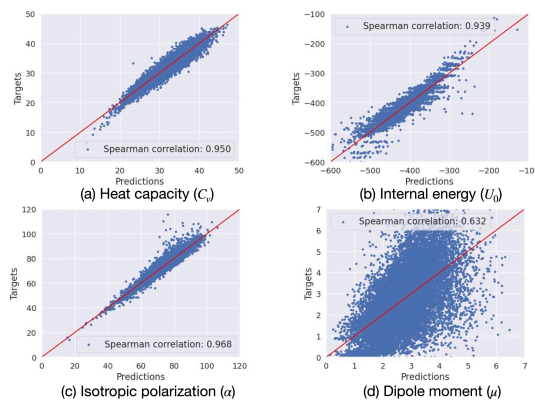 50
40
30
20
10
0
Targets
Spearman correlation: 0.950
0 10 20 30 40 50
Predictions
(a) Heat capacity (Cv)
−100
−200
−300
−400
−500
−600
Targets
Spearman correlation: 0.939
−600 −500 −400 −300 −200 −100
Predictions
(b) Internal energy (U0)
120
100
80
60
40
20
0
Targets
Spearman correlation: 0.968
0 20 40 60 80 100 120
Predictions
(c) Isotropic polarization (α)
7
6
5
4
3
2
1
0
Targets
Spearman correlation: 0.632
0 1 2 3 4 5 6 7
Predictions
(d) Dipole moment (μ)